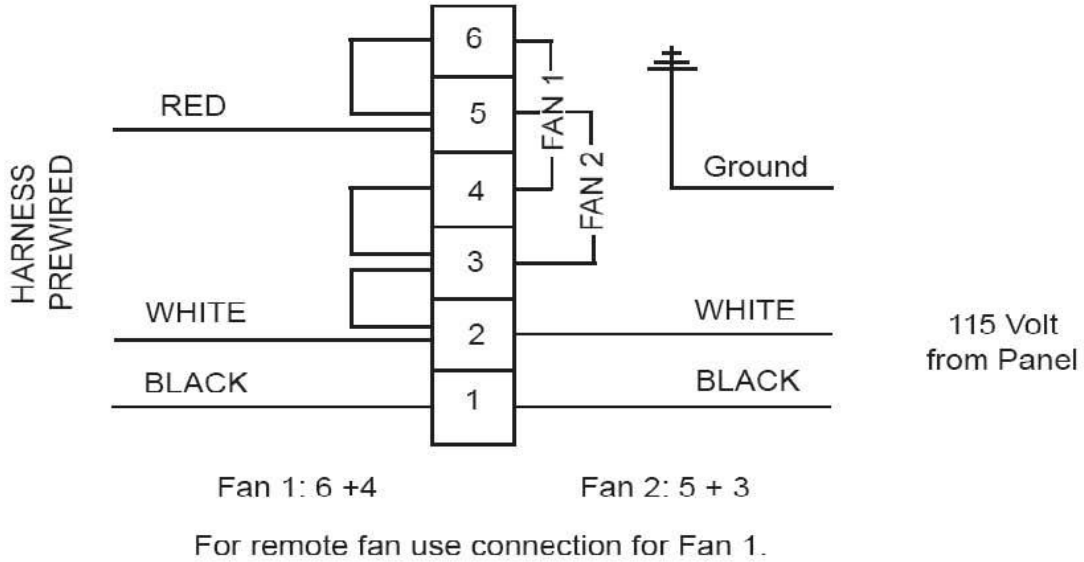 HARNESS
PREWIRED
RED
WHITE
BLACK
6
5
4
3
2
1
FAN 1
FAN 2
Ground
WHITE
BLACK
115 Volt
from Panel
Fan 1: 6 +4
Fan 2: 5 + 3
For remote fan use connection for Fan 1.